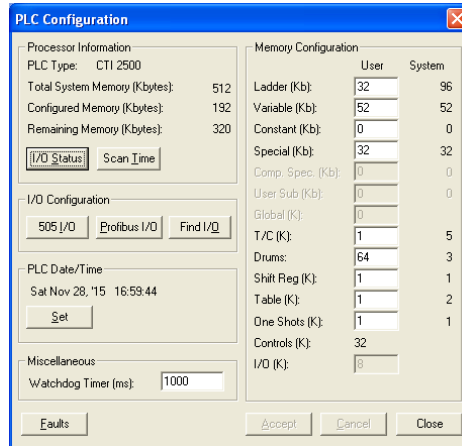 PLC Configuration
Processor Information
PLC Type: CTI 2500
Total System Memory (Kbytes): 512
Configured Memory (Kbytes): 192
Remaining Memory (Kbytes): 320
I/O Status Scan Time
I/O Configuration
505 I/O Profibus I/O Find I/O
PLC Date/Time
Sat Nov 28, '15 16:59:44
Set
Miscellaneous
Watchdog Timer (ms): 1000
Faults
Memory Configuration
User System
Ladder (Kb): 32 96
Variable (Kb): 52 52
Constant (Kb): 0 0
Special (Kb): 32 32
Comp. Spec. (Kb): 0
User Sub (Kb): 0
Global (K): 0
T/C (K): 1 5
Drums: 64 3
Shift Reg (K): 1 1
Table (K): 1 2
One Shots (K): 1 1
Controls (K): 32
I/O (K): 8
Accept Cancel Close